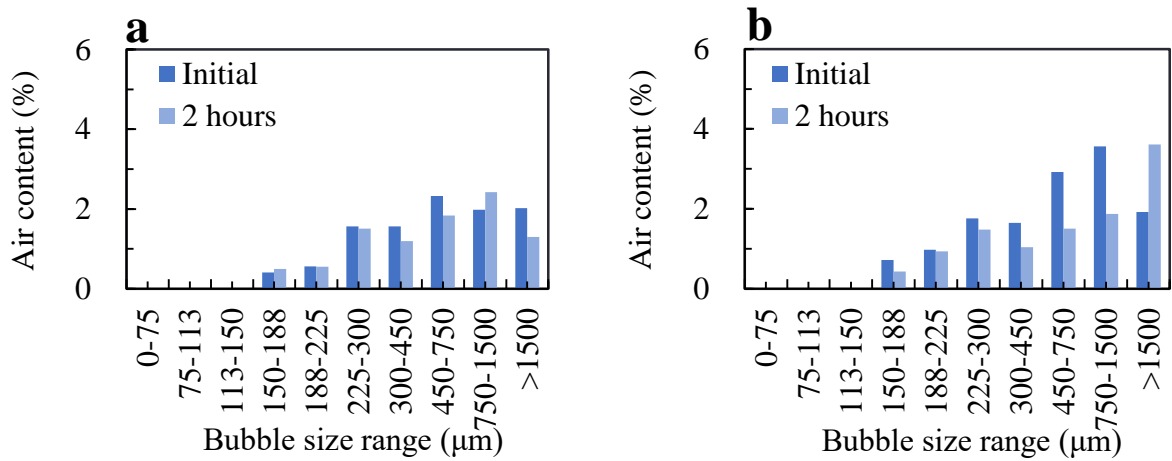 a
6
4
2
0
Air content (%)
Initial
2 hours
0-75
75-113
113-150
150-188
188-225
225-300
300-450
450-750
750-1500
>1500
Bubble size range (μm)
b
6
4
2
0
Air content (%)
Initial
2 hours
0-75
75-113
113-150
150-188
188-225
225-300
300-450
450-750
750-1500
>1500
Bubble size range (μm)